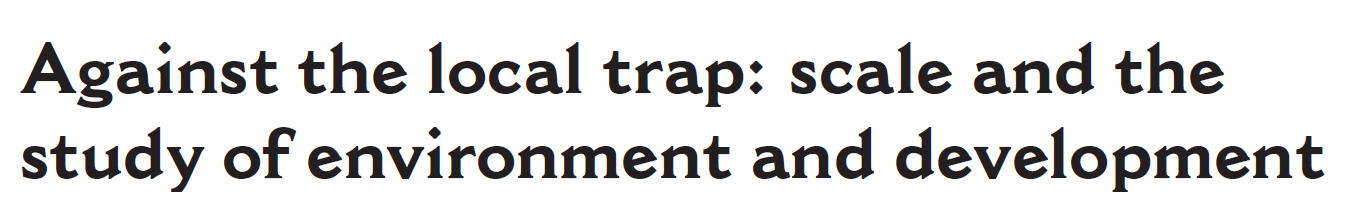 Against the local trap: scale and the
study of environment and development